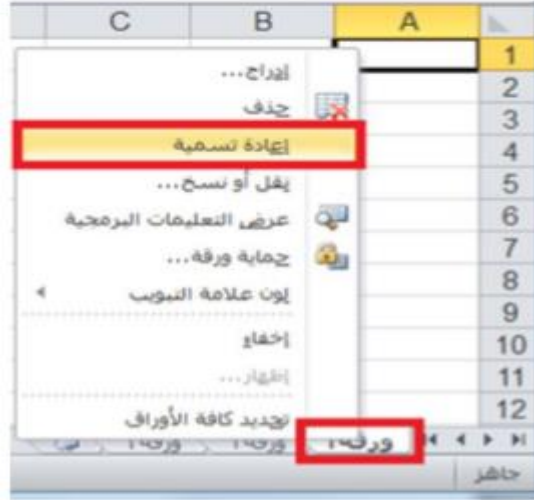 A B C
1
2
3
4
5
6
7
8
9
10
11
12
إدراج...
حذف
إعادة تسمية
نقل أو نسخ...
عرض التعليمات البرمجية
حماية ورقة...
لون علامة التبويب
إخفاء
إظهار...
تحديد كافة الأوراق
ورقة1
جاهز